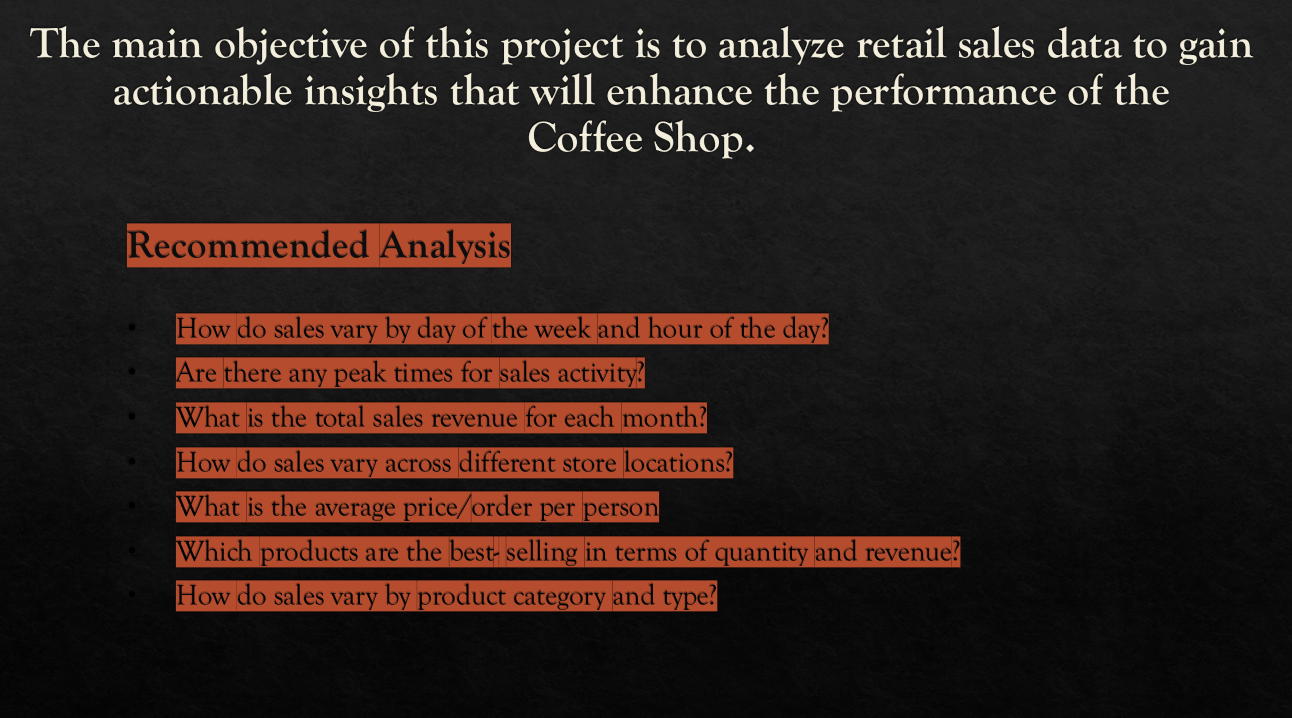 The main objective of this project is to analyze retail sales data to gain
actionable insights that will enhance the performance of the
Coffee Shop.
Recommended Analysis
• How do sales vary by day of the week and hour of the day?
• Are there any peak times for sales activity?
• What is the total sales revenue for each month?
• How do sales vary across different store locations?
• What is the average price/order per person
• Which products are the best- selling in terms of quantity and revenue?
• How do sales vary by product category and type?